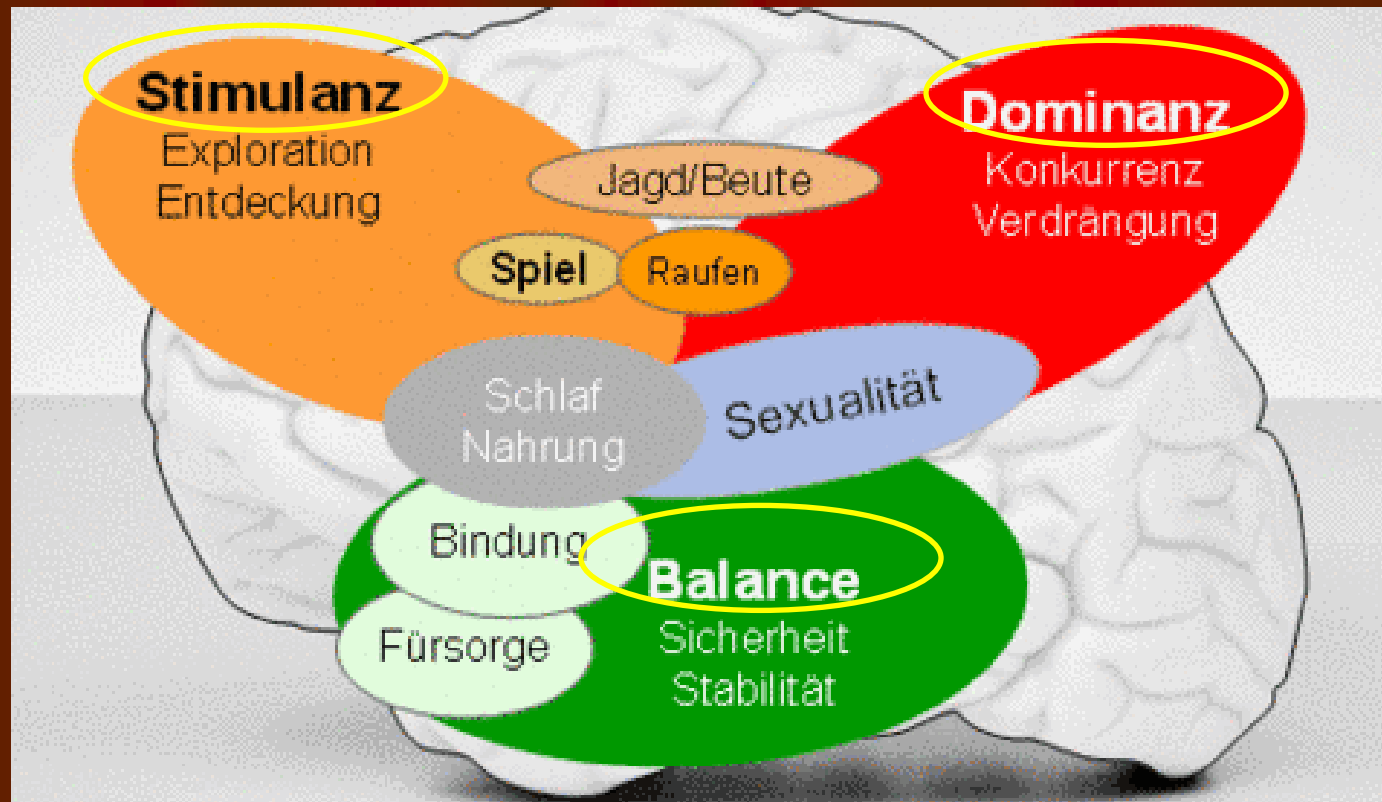 Stimulanz
Exploration
Entdeckung
Dominanz
Konkurrenz
Verdrängung
Jagd/Beute
Spiel
Raufen
Schlaf
Nahrung
Sexualität
Bindung
Fürsorge
Balance
Sicherheit
Stabilität